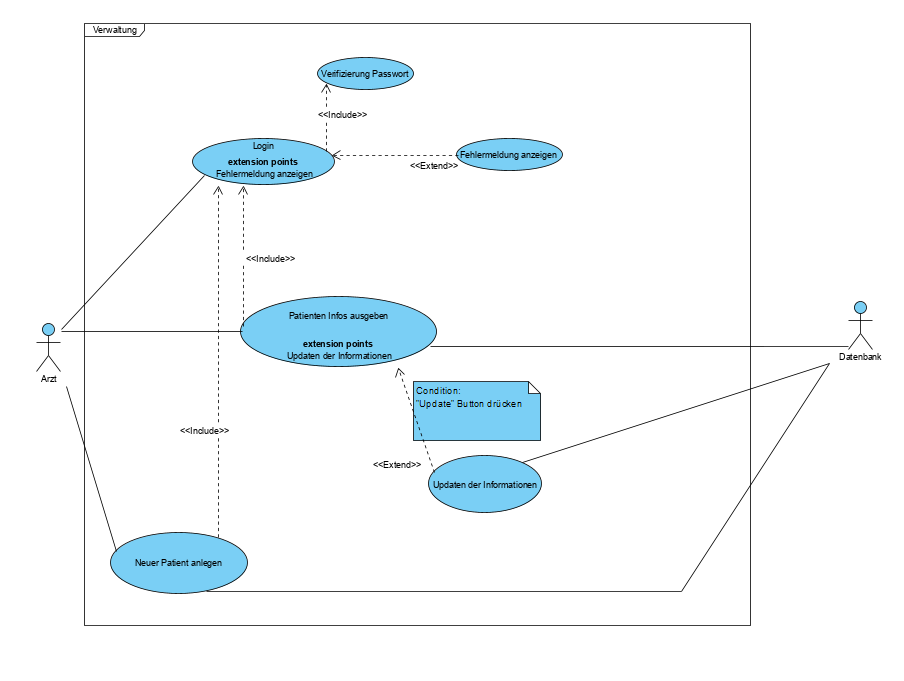 Verwaltung
Verifizierung Passwort
<<Include>>
Login
extension points
Fehlermeldung anzeigen
Fehlermeldung anzeigen
<<Extend>>
<<Include>>
Patienten Infos ausgeben
extension points
Updaten der Informationen
Datenbank
Arzt
Condition:
"Update" Button drücken
<<Include>>
<<Extend>>
Updaten der Informationen
Neuer Patient anlegen